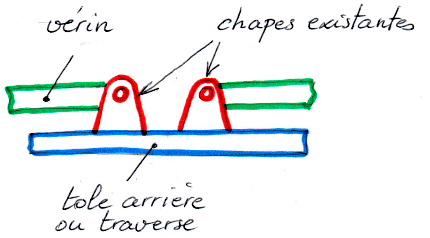 vérin
chapes existantes
tole arrière
ou traverse